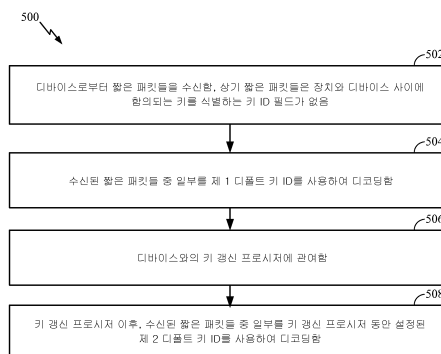 500
502
디바이스로부터 짧은 패킷들을 수신함, 상기 짧은 패킷들은 장치와 디바이스 사이에
합의되는 키를 식별하는 키 ID 필드가 없음
504
수신된 짧은 패킷들 중 일부를 제 1 디폴트 키 ID를 사용하여 디코딩함
506
디바이스와의 키 갱신 프로시저에 관여함
508
키 갱신 프로시저 이후, 수신된 짧은 패킷들 중 일부를 키 갱신 프로시저 동안 설정된
제 2 디폴트 키 ID를 사용하여 디코딩함